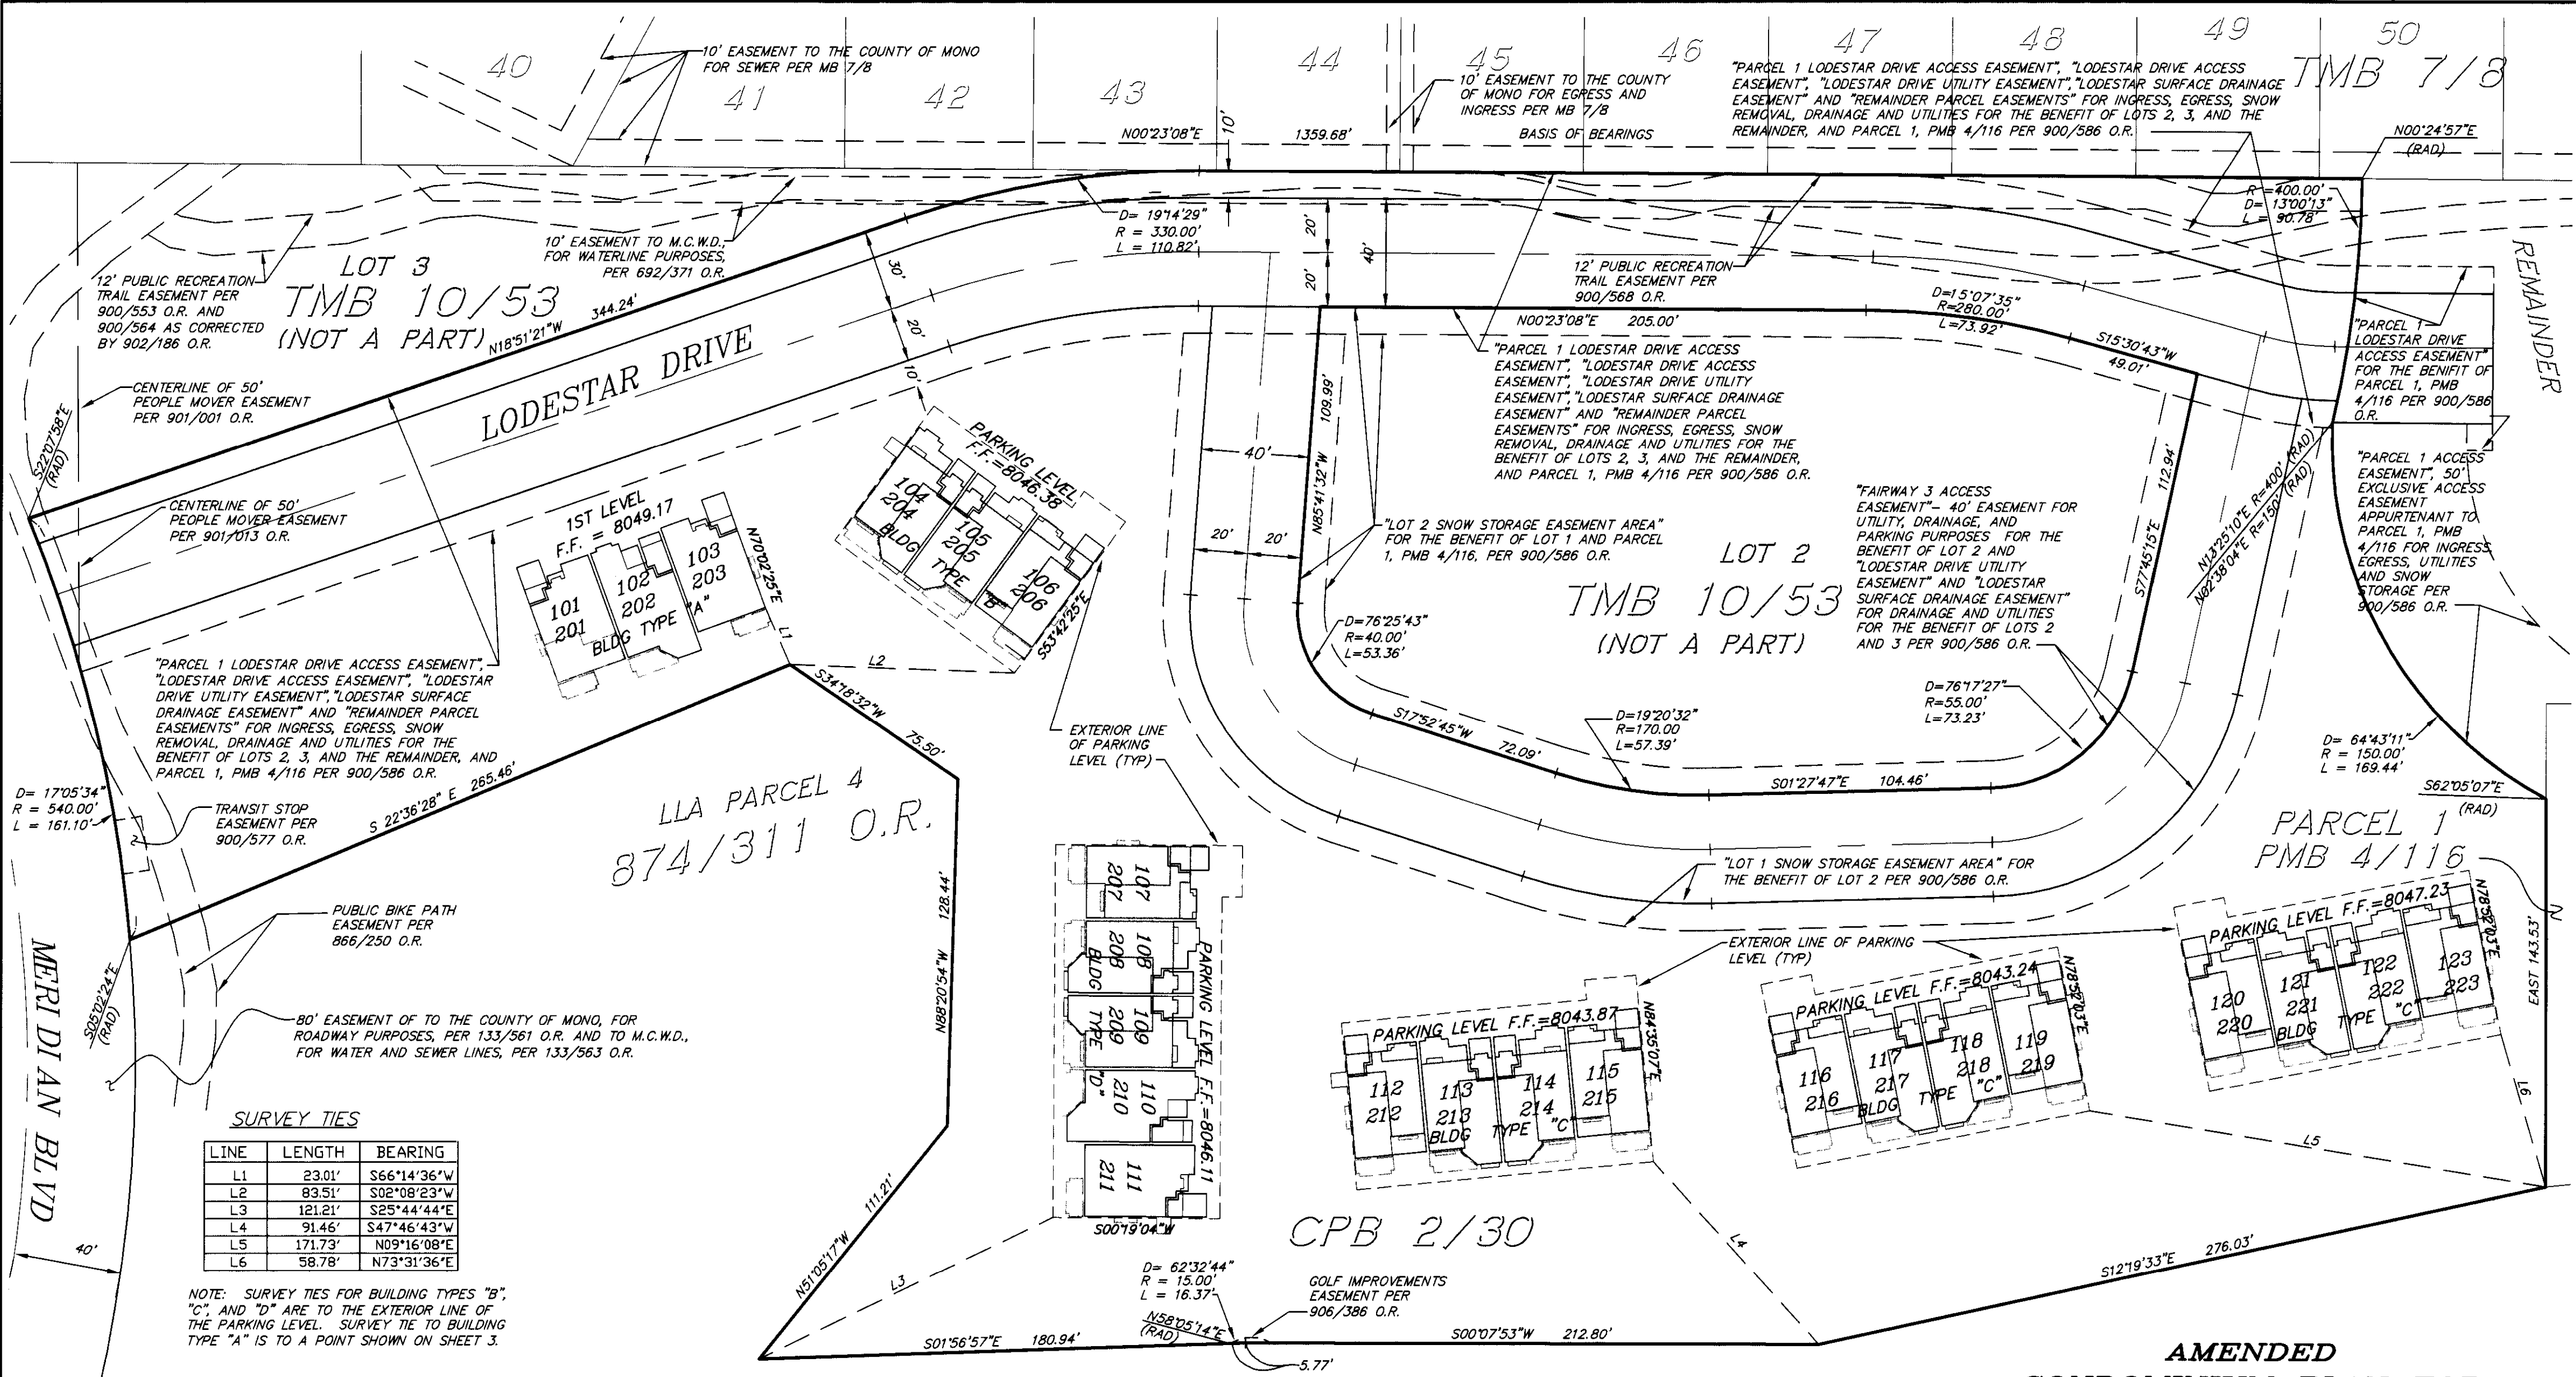 40
41
42
43
44
45
46
47
48
49
50
TMB 7/8
10' EASEMENT TO THE COUNTY OF MONO
FOR SEWER PER MB 7/8
10' EASEMENT TO THE COUNTY
OF MONO FOR EGRESS AND
INGRESS PER MB 7/8
"PARCEL 1 LODESTAR DRIVE ACCESS EASEMENT", "LODESTAR DRIVE ACCESS
EASEMENT", "LODESTAR DRIVE UTILITY EASEMENT","LODESTAR SURFACE DRAINAGE
EASEMENT" AND "REMAINDER PARCEL EASEMENTS" FOR INGRESS, EGRESS, SNOW
REMOVAL, DRAINAGE AND UTILITIES FOR THE BENEFIT OF LOTS 2, 3, AND THE
REMAINDER, AND PARCEL 1, PMB 4/116 PER 900/586 O.R.
N00°23'08"E
10'
1359.68'
BASIS OF BEARINGS
N00°24'57"E
(RAD)
R =400.00'
D= 13°00'13"
L = 90.78'
D= 19°14'29"
R = 330.00'
L = 110.82'
10' EASEMENT TO M.C.W.D.,
FOR WATERLINE PURPOSES,
PER 692/371 O.R.
12' PUBLIC RECREATION
TRAIL EASEMENT PER
900/553 O.R. AND
900/564 AS CORRECTED
BY 902/186 O.R.
LOT 3
TMB 10/53
(NOT A PART)
N18°51'21"W
344.24'
30'
20'
10'
20'
20'
40'
12' PUBLIC RECREATION
TRAIL EASEMENT PER
900/568 O.R.
N00°23'08"E 205.00'
D=15°07'35"
R=280.00'
L=73.92'
S15°30'43"W
49.01'
REMAINDER
"PARCEL 1
LODESTAR DRIVE
ACCESS EASEMENT"
FOR THE BENIFIT OF
PARCEL 1, PMB
4/116 PER 900/586
O.R.
CENTERLINE OF 50'
PEOPLE MOVER EASEMENT
PER 901/001 O.R.
S22°07'58"E
(RAD)
LODESTAR DRIVE
"PARCEL 1 LODESTAR DRIVE ACCESS
EASEMENT", "LODESTAR DRIVE ACCESS
EASEMENT", "LODESTAR DRIVE UTILITY
EASEMENT","LODESTAR SURFACE DRAINAGE
EASEMENT" AND "REMAINDER PARCEL
EASEMENTS" FOR INGRESS, EGRESS, SNOW
REMOVAL, DRAINAGE AND UTILITIES FOR THE
BENEFIT OF LOTS 2, 3, AND THE REMAINDER,
AND PARCEL 1, PMB 4/116 PER 900/586 O.R.
109.99'
N85°41'32"W
40'
20'
20'
112.94'
S77°45'15"E
N13°25'10"E R=400' (RAD)
N02°38'04"E R=150' (RAD)
"PARCEL 1 ACCESS
EASEMENT", 50'
EXCLUSIVE ACCESS
EASEMENT
APPURTENANT TO
PARCEL 1, PMB
4/116 FOR INGRESS,
EGRESS, UTILITIES
AND SNOW
STORAGE PER
900/586 O.R.
CENTERLINE OF 50'
PEOPLE MOVER EASEMENT
PER 901/013 O.R.
1ST LEVEL
F.F. = 8049.17
101
201
102
202
103
203
BLDG TYPE "A"
N70°02'25"E
L1
PARKING LEVEL
F.F.=8046.38
104
204
105
205
106
206
BLDG
TYPE
"B"
S53°42'25"E
L2
"LOT 2 SNOW STORAGE EASEMENT AREA"
FOR THE BENEFIT OF LOT 1 AND PARCEL
1, PMB 4/116, PER 900/586 O.R.
LOT 2
TMB 10/53
(NOT A PART)
"FAIRWAY 3 ACCESS
EASEMENT"- 40' EASEMENT FOR
UTILITY, DRAINAGE, AND
PARKING PURPOSES FOR THE
BENEFIT OF LOT 2 AND
"LODESTAR DRIVE UTILITY
EASEMENT" AND "LODESTAR
SURFACE DRAINAGE EASEMENT"
FOR DRAINAGE AND UTILITIES
FOR THE BENEFIT OF LOTS 2
AND 3 PER 900/586 O.R.
D=76°25'43"
R=40.00'
L=53.36'
S17°52'45"W
72.09'
D=19°20'32"
R=170.00
L=57.39'
D=76°17'27"
R=55.00'
L=73.23'
S01°27'47"E 104.46'
D= 64°43'11"
R = 150.00'
L = 169.44'
S62°05'07"E
(RAD)
"PARCEL 1 LODESTAR DRIVE ACCESS EASEMENT",
"LODESTAR DRIVE ACCESS EASEMENT", "LODESTAR
DRIVE UTILITY EASEMENT","LODESTAR SURFACE
DRAINAGE EASEMENT" AND "REMAINDER PARCEL
EASEMENTS" FOR INGRESS, EGRESS, SNOW
REMOVAL, DRAINAGE AND UTILITIES FOR THE
BENEFIT OF LOTS 2, 3, AND THE REMAINDER, AND
PARCEL 1, PMB 4/116 PER 900/586 O.R.
D= 17°05'34"
R = 540.00'
L = 161.10'
TRANSIT STOP
EASEMENT PER
900/577 O.R.
S 22°36'28" E 265.46'
S34°18'32"W
75.50'
LLA PARCEL 4
874/311 O.R.
EXTERIOR LINE
OF PARKING
LEVEL (TYP)
"LOT 1 SNOW STORAGE EASEMENT AREA" FOR
THE BENEFIT OF LOT 2 PER 900/586 O.R.
PARCEL 1
PMB 4/116
PUBLIC BIKE PATH
EASEMENT PER
866/250 O.R.
128.44'
N88°20'54"W
107
207
108
208
109
209
110
210
111
211
BLDG
TYPE
"D"
PARKING LEVEL F.F.=8046.11
S00°19'04"W
EXTERIOR LINE OF PARKING
LEVEL (TYP)
PARKING LEVEL F.F.=8043.87
112
212
113
213
114
214
115
215
BLDG TYPE "C"
N84°35'07"E
PARKING LEVEL F.F.=8043.24
116
216
117
217
118
218
119
219
BLDG TYPE "C"
N78°52'03"E
PARKING LEVEL F.F.=8047.23
120
220
121
221
122
222
123
223
BLDG TYPE "C"
N78°52'03"E
EAST 143.53'
MERIDIAN BLVD
40'
S05°02'24"E
(RAD)
80' EASEMENT OF TO THE COUNTY OF MONO, FOR
ROADWAY PURPOSES, PER 133/561 O.R. AND TO M.C.W.D.,
FOR WATER AND SEWER LINES, PER 133/563 O.R.
SURVEY TIES
LINE LENGTH BEARING
L1 23.01' S66°14'36"W
L2 83.51' S02°08'23"W
L3 121.21' S25°44'44"E
L4 91.46' S47°46'43"W
L5 171.73' N09°16'08"E
L6 58.78' N73°31'36"E
NOTE: SURVEY TIES FOR BUILDING TYPES "B",
"C", AND "D" ARE TO THE EXTERIOR LINE OF
THE PARKING LEVEL. SURVEY TIE TO BUILDING
TYPE "A" IS TO A POINT SHOWN ON SHEET 3.
N51°05'17"W
111.21'
L3
CPB 2/30
L4
L5
L6
D= 62°32'44"
R = 15.00'
L = 16.37'
N58°05'14"E
(RAD)
GOLF IMPROVEMENTS
EASEMENT PER
906/386 O.R.
S01°56'57"E 180.94'
5.77'
S00°07'53"W 212.80'
S12°19'33"E 276.03'
AMENDED